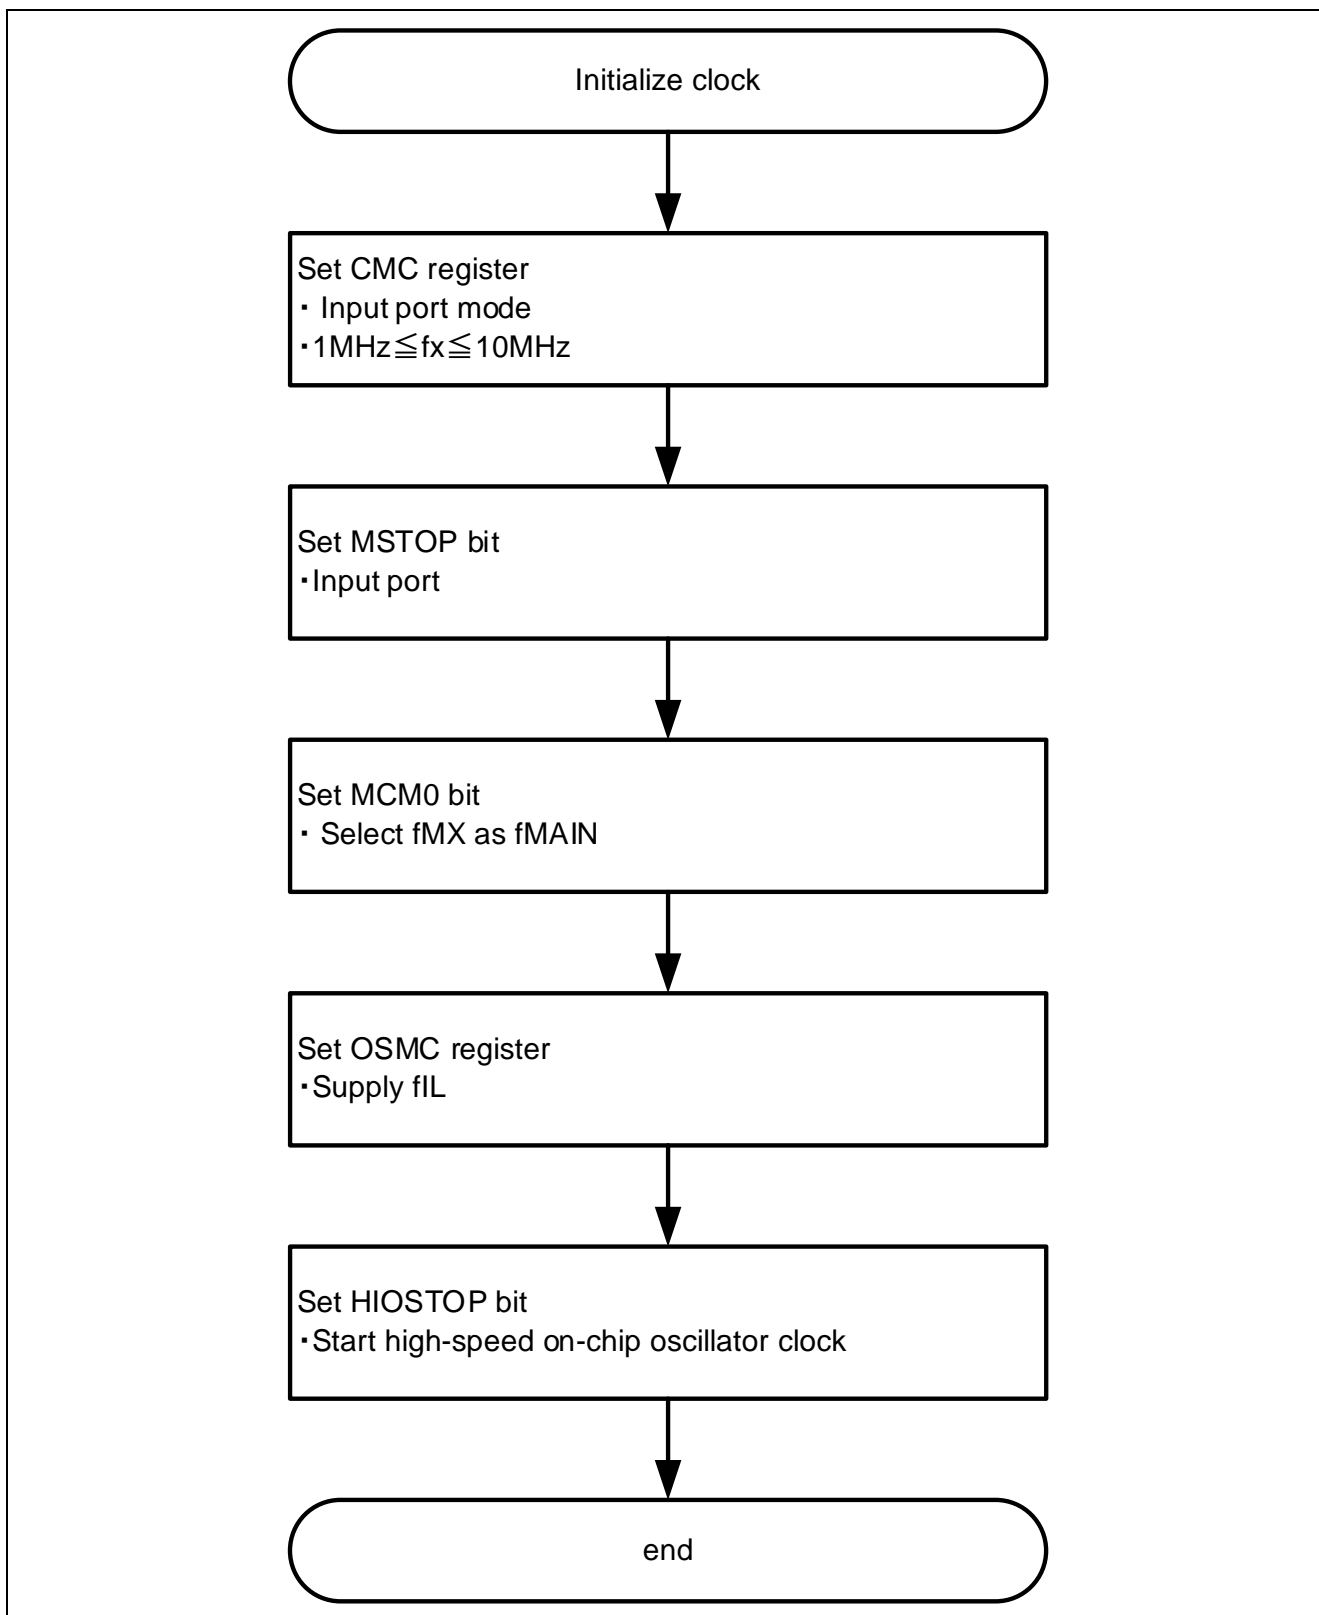 Initialize clock
Set CMC register
・ Input port mode
・1MHz≦fx≦10MHz
Set MSTOP bit
・Input port
Set MCM0 bit
・ Select fMX as fMAIN
Set OSMC register
・Supply fIL
Set HIOSTOP bit
・Start high-speed on-chip oscillator clock
end